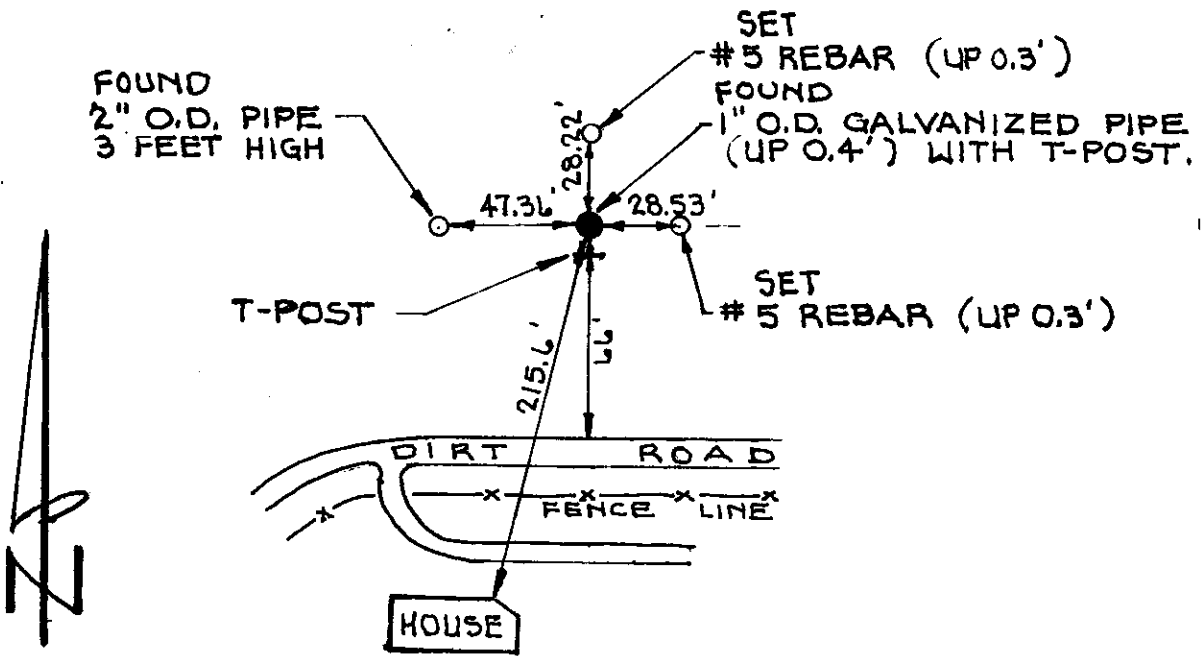 SET
#5 REBAR (UP 0.3')
FOUND
2" O.D. PIPE
3 FEET HIGH
FOUND
1" O.D. GALVANIZED PIPE
(UP 0.4') WITH T-POST.
28.22'
47.36'
28.53'
T-POST
SET
#5 REBAR (UP 0.3')
215.6'
66'
DIRT ROAD
FENCE LINE
HOUSE
N